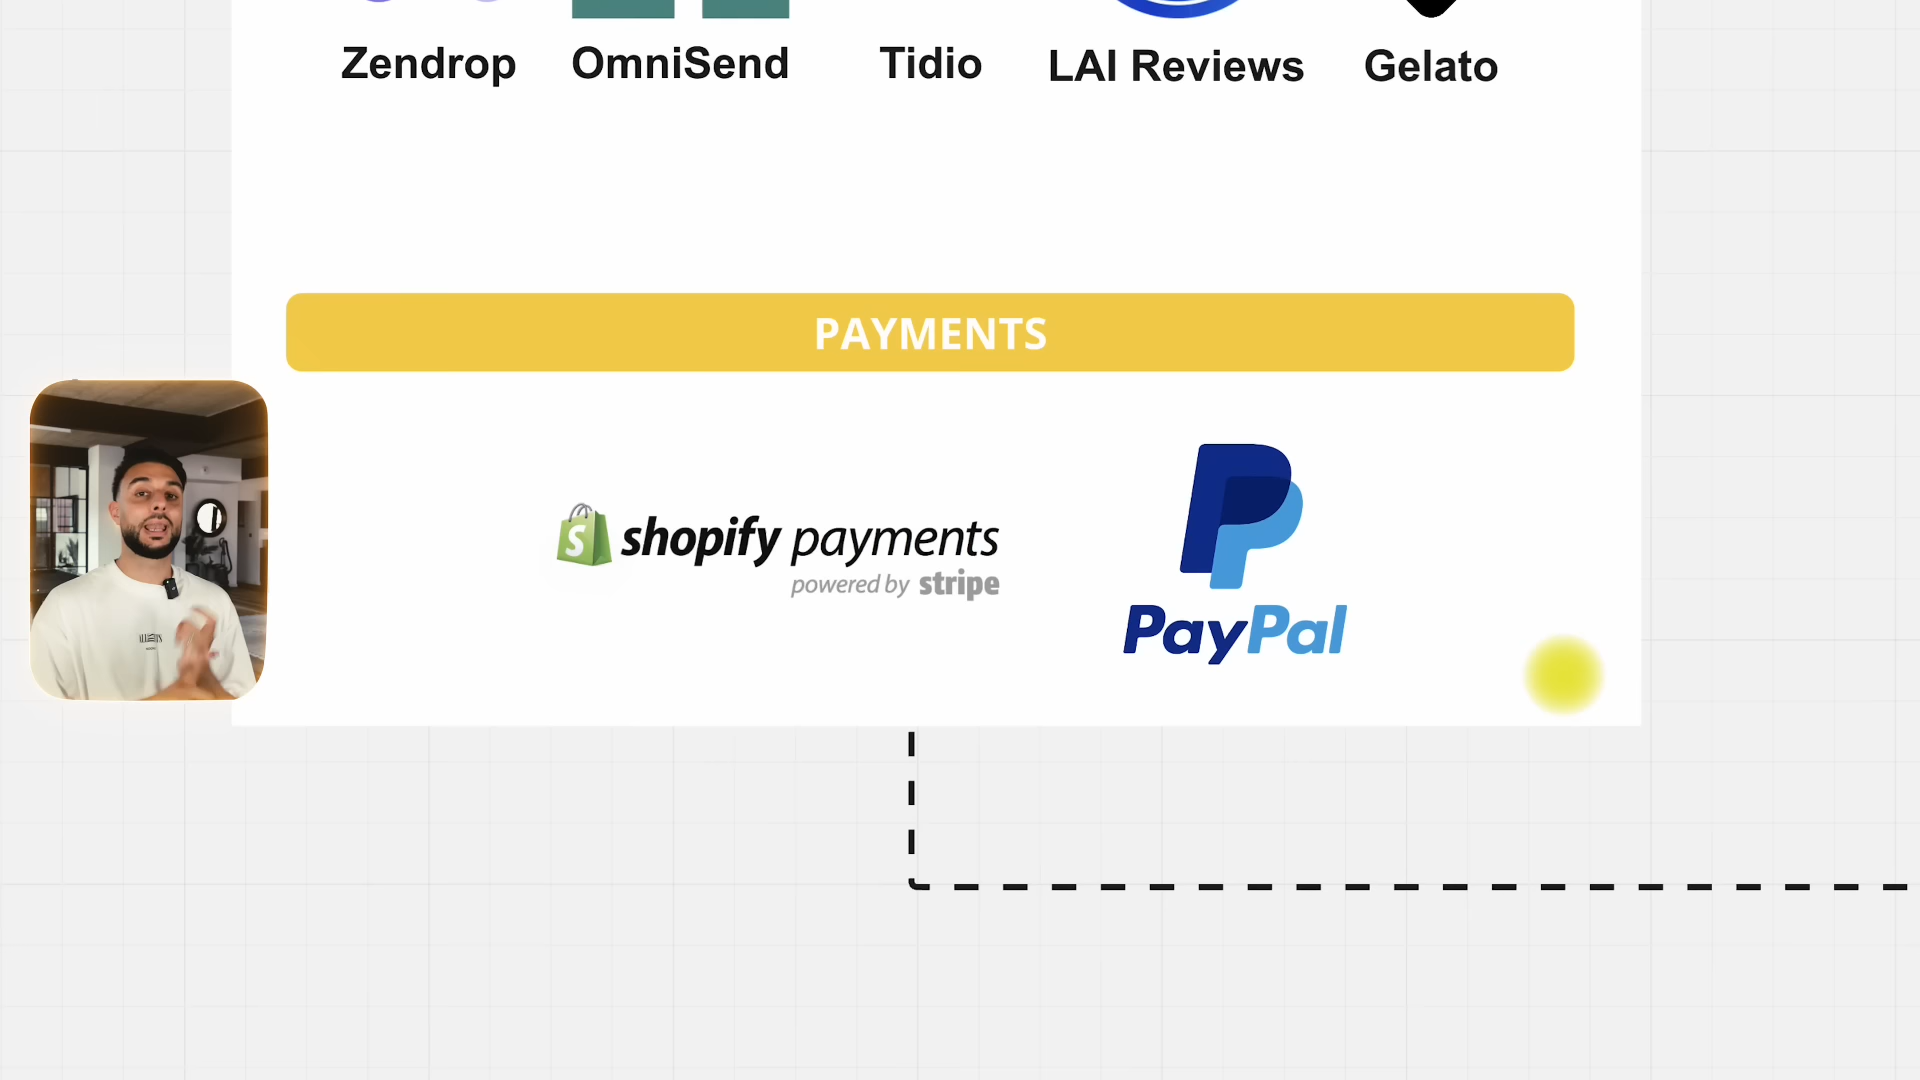 Zendrop OmniSend Tidio LAI Reviews Gelato
PAYMENTS
shopify payments
powered by stripe
PayPal